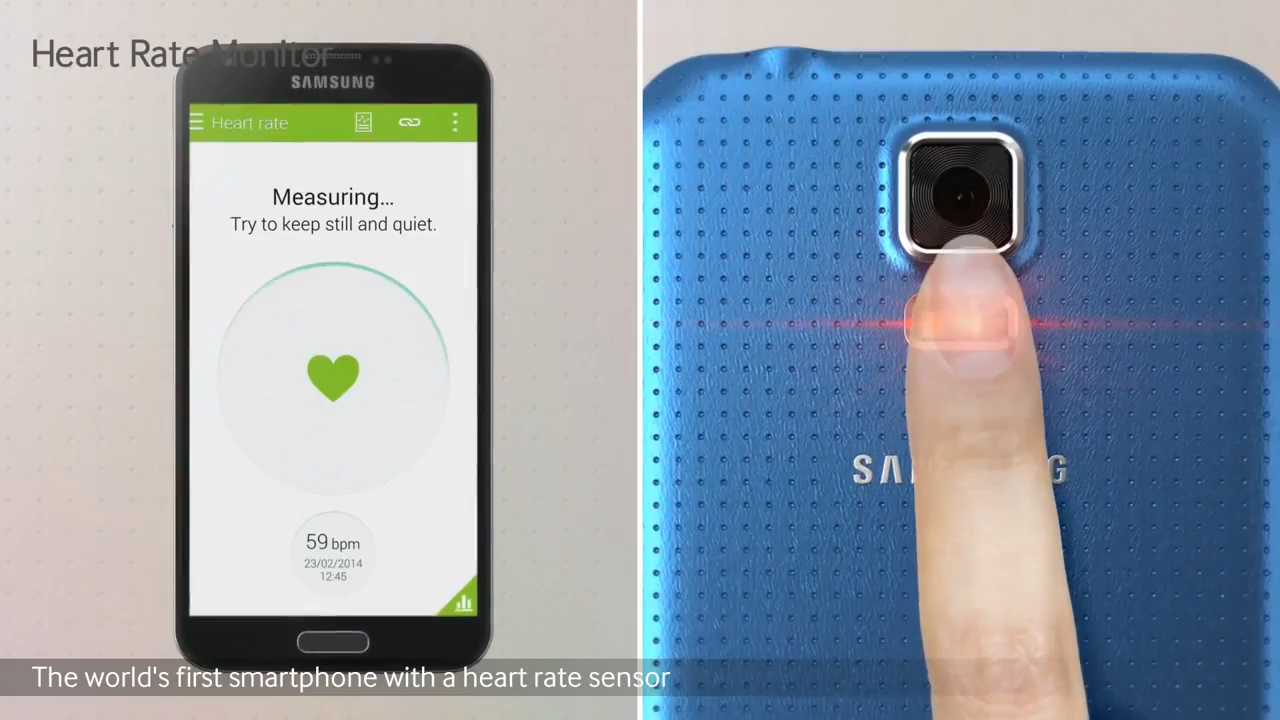 Heart Rate Monitor
SAMSUNG
Heart rate
Measuring...
Try to keep still and quiet.
59 bpm
23/02/2014
12:45
SA G
The world's first smartphone with a heart rate sensor